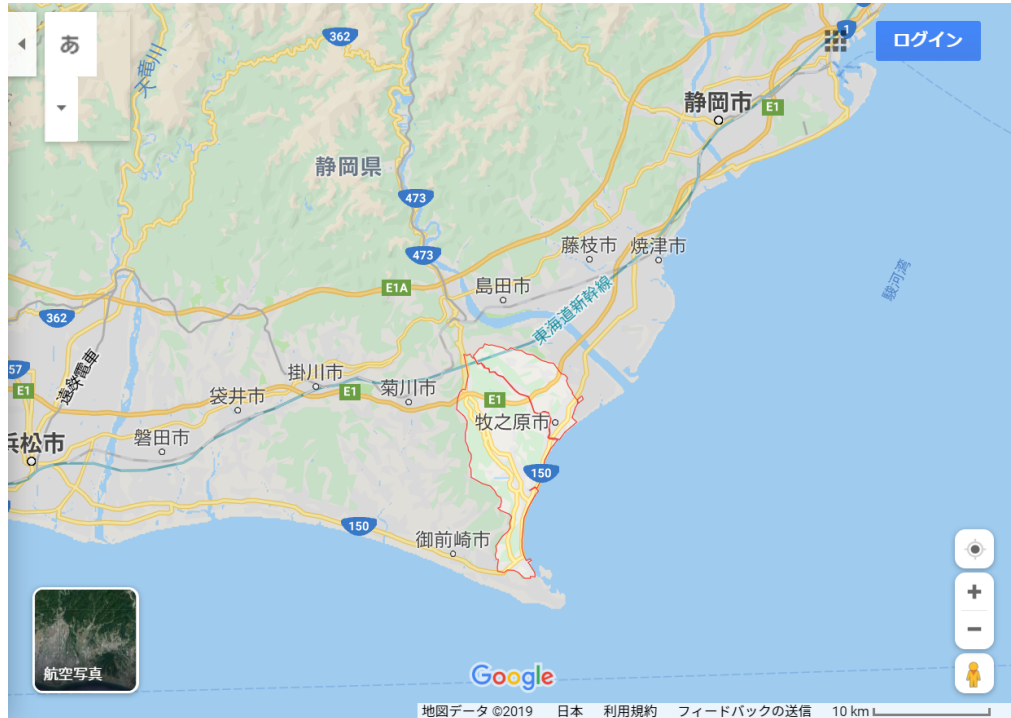 あ
362
1
ログイン
天竜川
静岡市
E1
静岡県
473
藤枝市
焼津市
473
駿河湾
島田市
E1A
東海道新幹線
362
遠鉄電車
57
掛川市
E1
E1
菊川市
E1
袋井市
牧之原市
磐田市
浜松市
150
150
御前崎市
航空写真
Google
地図データ ©2019 日本 利用規約 フィードバックの送信 10 km